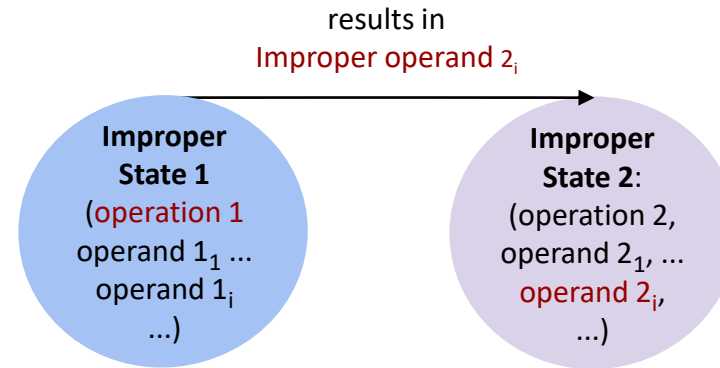 results in
Improper operand 2ᵢ
Improper
State 1
(operation 1
operand 1₁ ...
operand 1ᵢ
...)
Improper
State 2:
(operation 2,
operand 2₁, ...
operand 2ᵢ,
...)